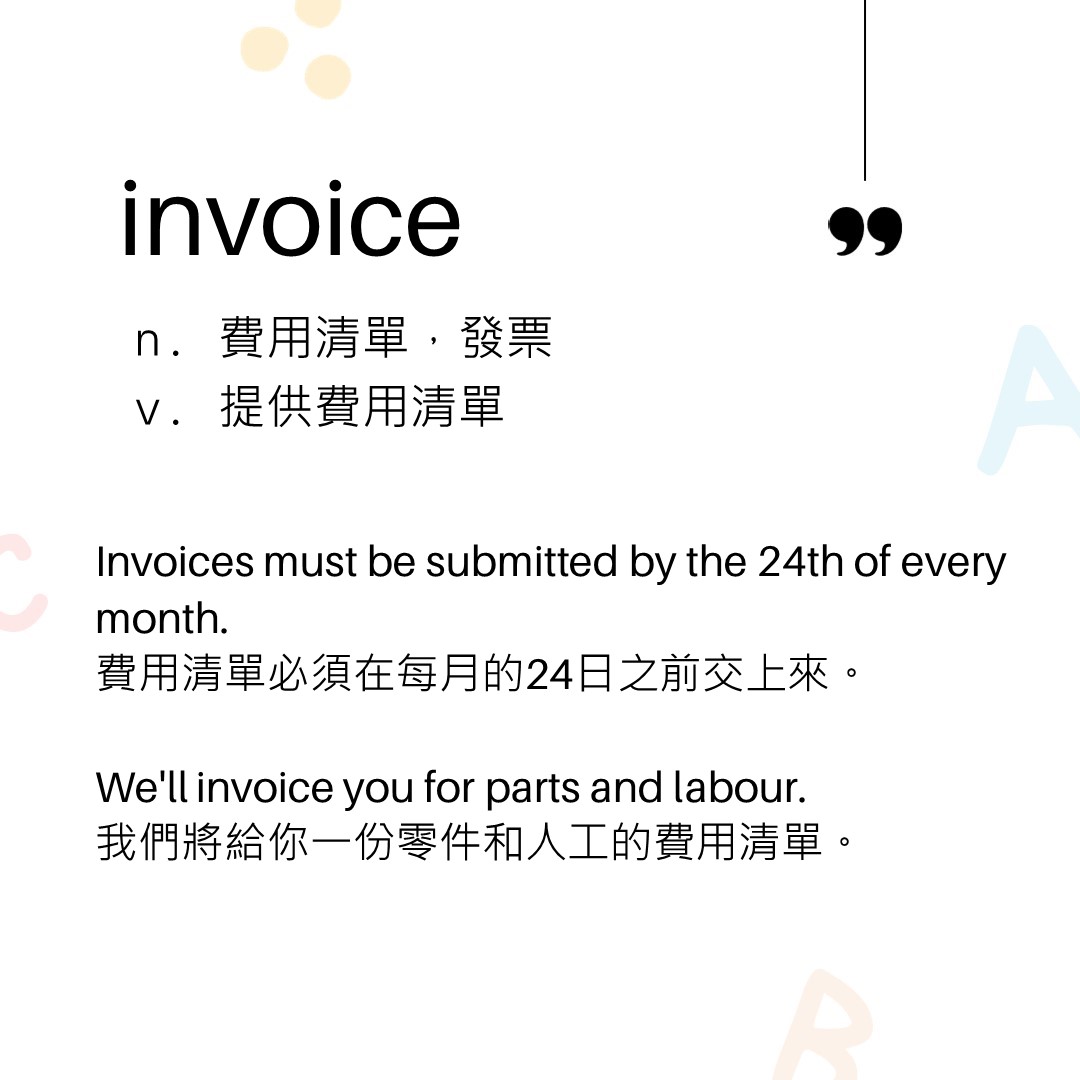 invoice
”
n. 費用清單，發票
v. 提供費用清單
A
C
Invoices must be submitted by the 24th of every
month.
費用清單必須在每月的24日之前交上來。
We'll invoice you for parts and labour.
我們將給你一份零件和人工的費用清單。
B